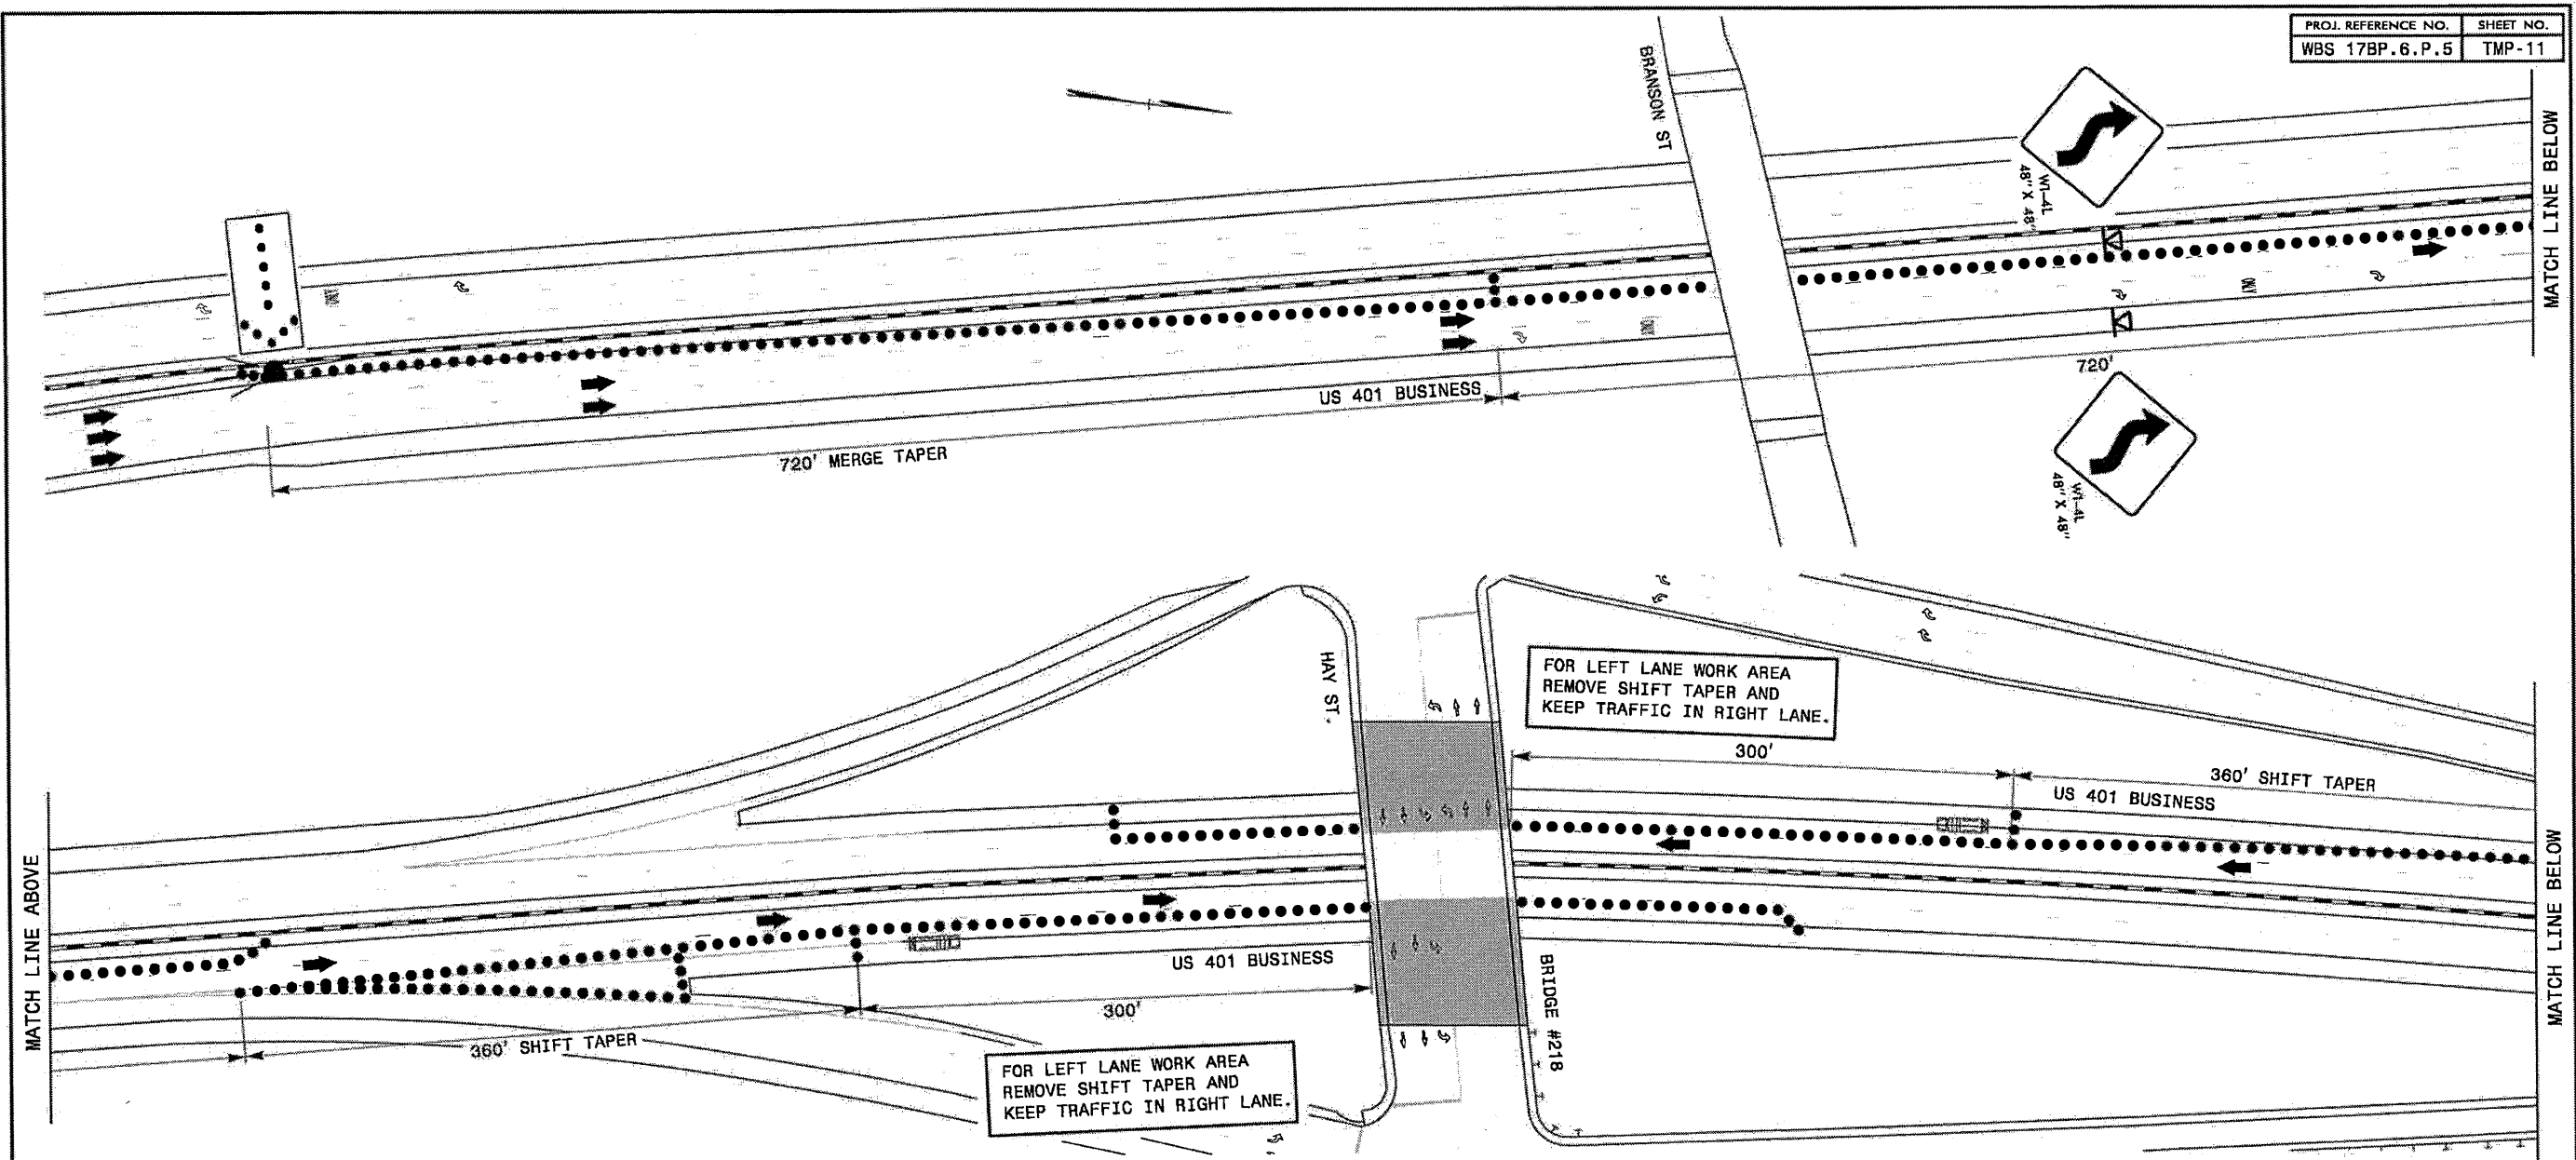 PROJ. REFERENCE NO. SHEET NO.
WBS 17BP.6.P.5 TMP-11
BRANSON ST
W1-4L
48" X 48"
MATCH LINE BELOW
720'
US 401 BUSINESS
W1-4L
48" X 48"
720' MERGE TAPER
HAY ST.
FOR LEFT LANE WORK AREA
REMOVE SHIFT TAPER AND
KEEP TRAFFIC IN RIGHT LANE.
300'
360' SHIFT TAPER
US 401 BUSINESS
MATCH LINE ABOVE
MATCH LINE BELOW
US 401 BUSINESS
300'
360' SHIFT TAPER
BRIDGE #218
FOR LEFT LANE WORK AREA
REMOVE SHIFT TAPER AND
KEEP TRAFFIC IN RIGHT LANE.